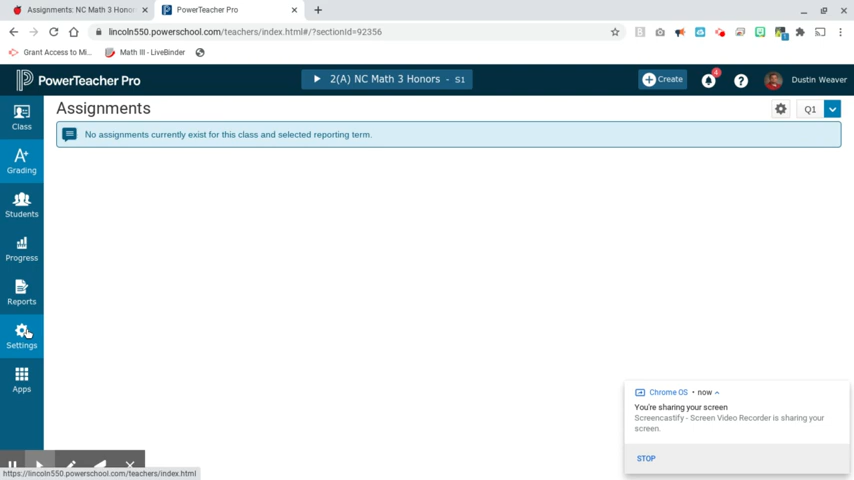 Assignments: NC Math 3 Honor
PowerTeacher Pro
lincoln550.powerschool.com/teachers/index.html#/?sectionId=92356
Grant Access to Mi...
Math III - LiveBinder
PowerTeacher Pro
2(A) NC Math 3 Honors - S1
Create
4
Dustin Weaver
Class
Assignments
Q1
No assignments currently exist for this class and selected reporting term.
Grading
Students
Progress
Reports
Settings
Apps
Chrome OS • now
You're sharing your screen
Screencastify - Screen Video Recorder is sharing your
screen.
STOP
https://lincoln550.powerschool.com/teachers/index.html